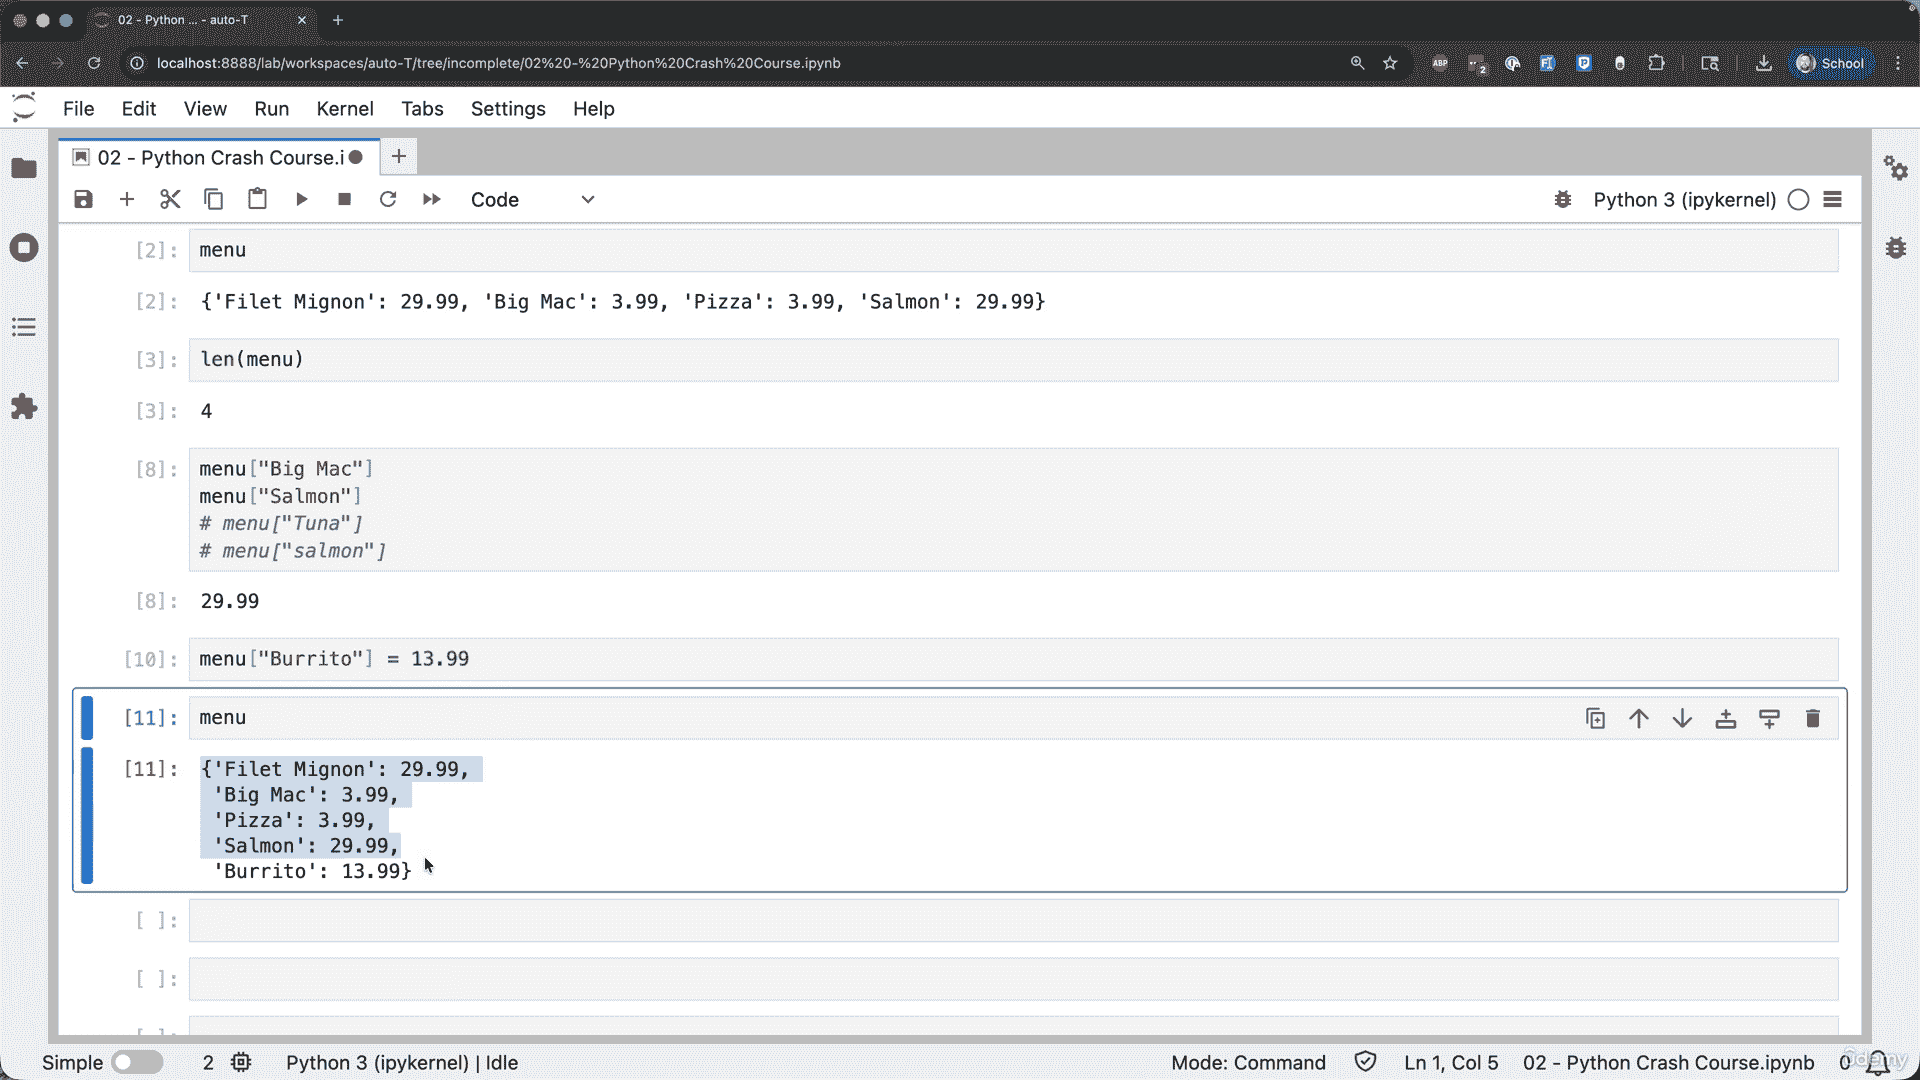 02 - Python ... - auto-T
localhost:8888/lab/workspaces/auto-T/tree/incomplete/02%20-%20Python%20Crash%20Course.ipynb
ABP
2
School
File Edit View Run Kernel Tabs Settings Help
02 - Python Crash Course.i
Code
Python 3 (ipykernel)
[2]: menu
[2]: {'Filet Mignon': 29.99, 'Big Mac': 3.99, 'Pizza': 3.99, 'Salmon': 29.99}
[3]: len(menu)
[3]: 4
[8]: menu["Big Mac"]
menu["Salmon"]
# menu["Tuna"]
# menu["salmon"]
[8]: 29.99
[10]: menu["Burrito"] = 13.99
[11]: menu
[11]: {'Filet Mignon': 29.99,
'Big Mac': 3.99,
'Pizza': 3.99,
'Salmon': 29.99,
'Burrito': 13.99}
[ ]:
[ ]:
[ ]:
Simple 2 Python 3 (ipykernel) | Idle Mode: Command Ln 1, Col 5 02 - Python Crash Course.ipynb 0
Udemy